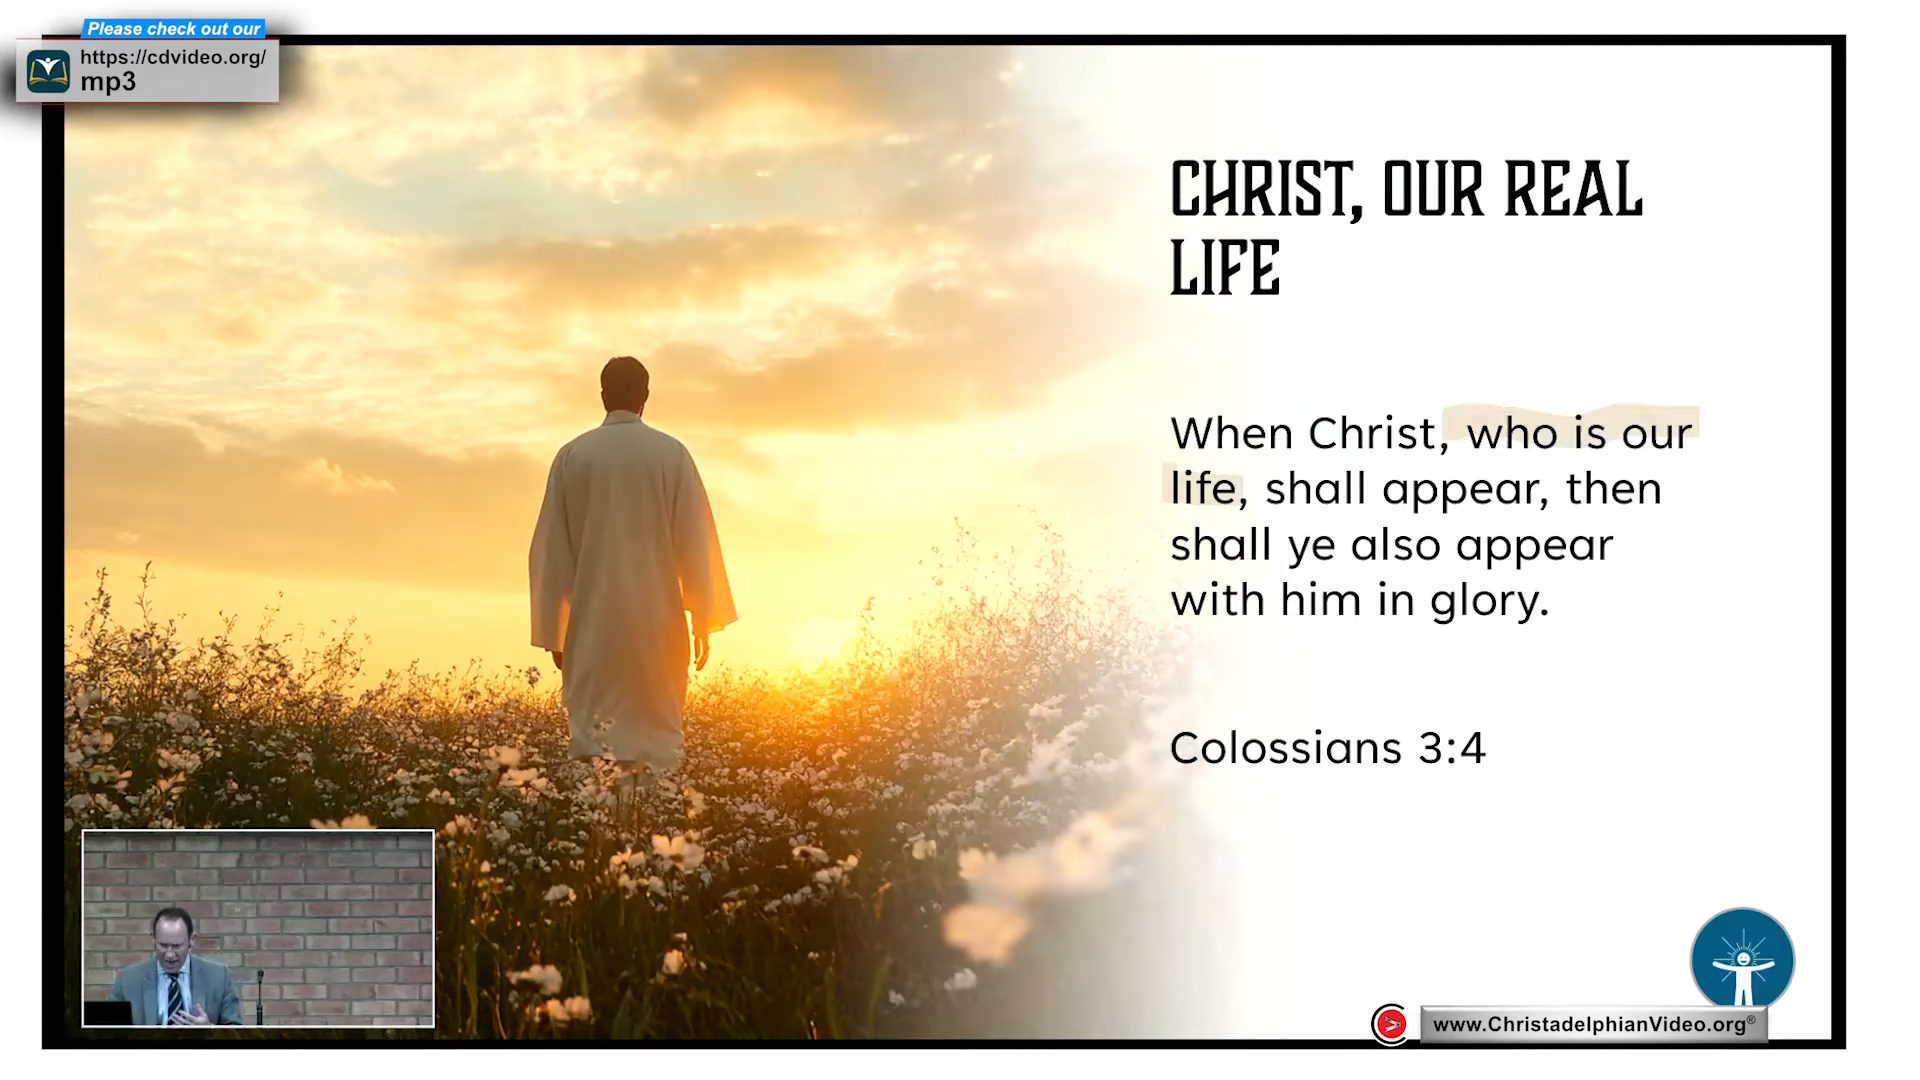 Please check out our
https://cdvideo.org/
mp3
CHRIST, OUR REAL
LIFE
When Christ, who is our
life, shall appear, then
shall ye also appear
with him in glory.
Colossians 3:4
www.ChristadelphianVideo.org®